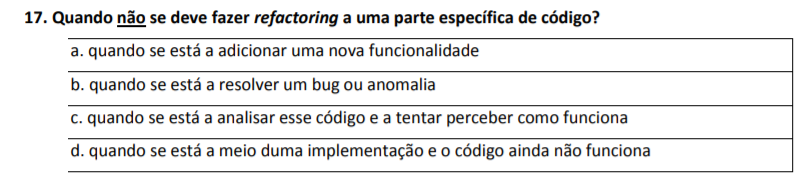 17. Quando não se deve fazer refactoring a uma parte específica de código?
a. quando se está a adicionar uma nova funcionalidade
b. quando se está a resolver um bug ou anomalia
c. quando se está a analisar esse código e a tentar perceber como funciona
d. quando se está a meio duma implementação e o código ainda não funciona